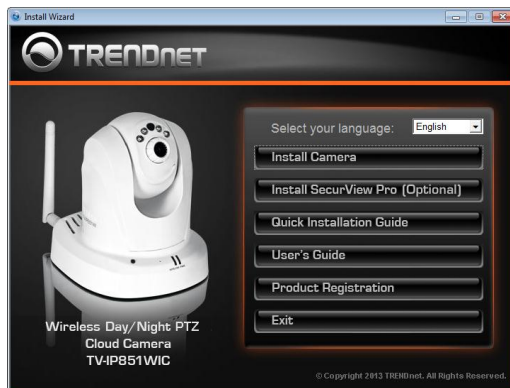 Install Wizard
TRENDNET
Select your language: English
Install Camera
Install SecurView Pro (Optional)
Quick Installation Guide
User's Guide
Product Registration
Exit
Wireless Day/Night PTZ
Cloud Camera
TV-IP851WIC
© Copyright 2013 TRENDnet. All Rights Reserved.